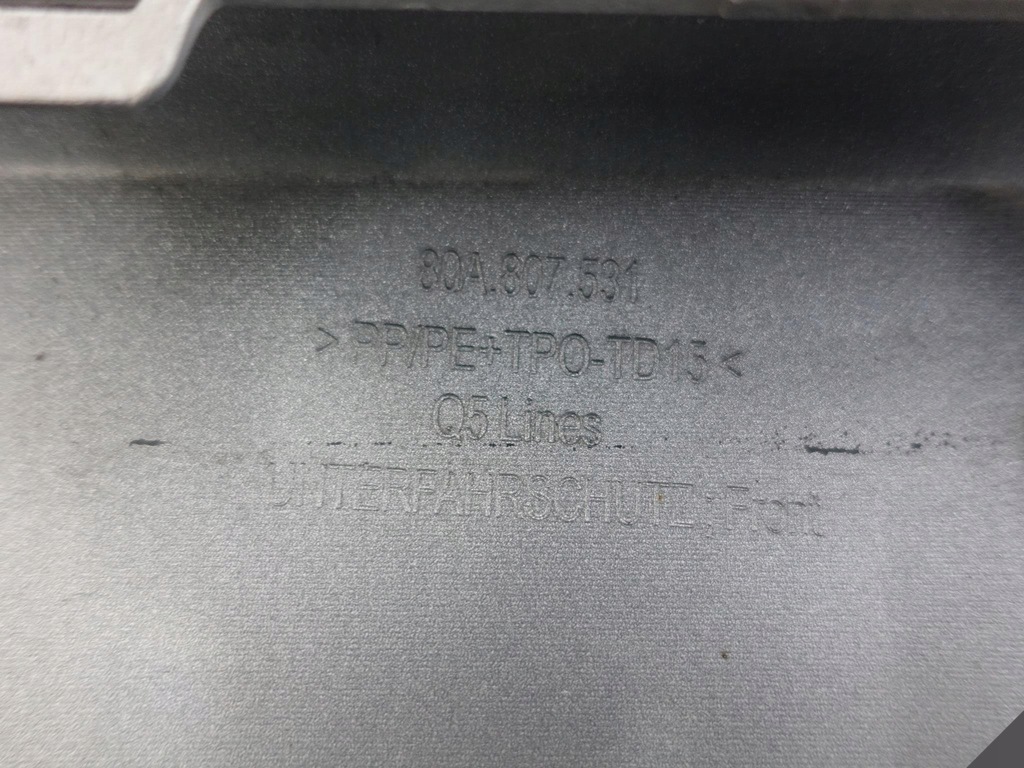 80A.807.531
>PP/PE+TPO-TD15<
Q5 Lines
UNTERFAHRSCHUTZ; Front